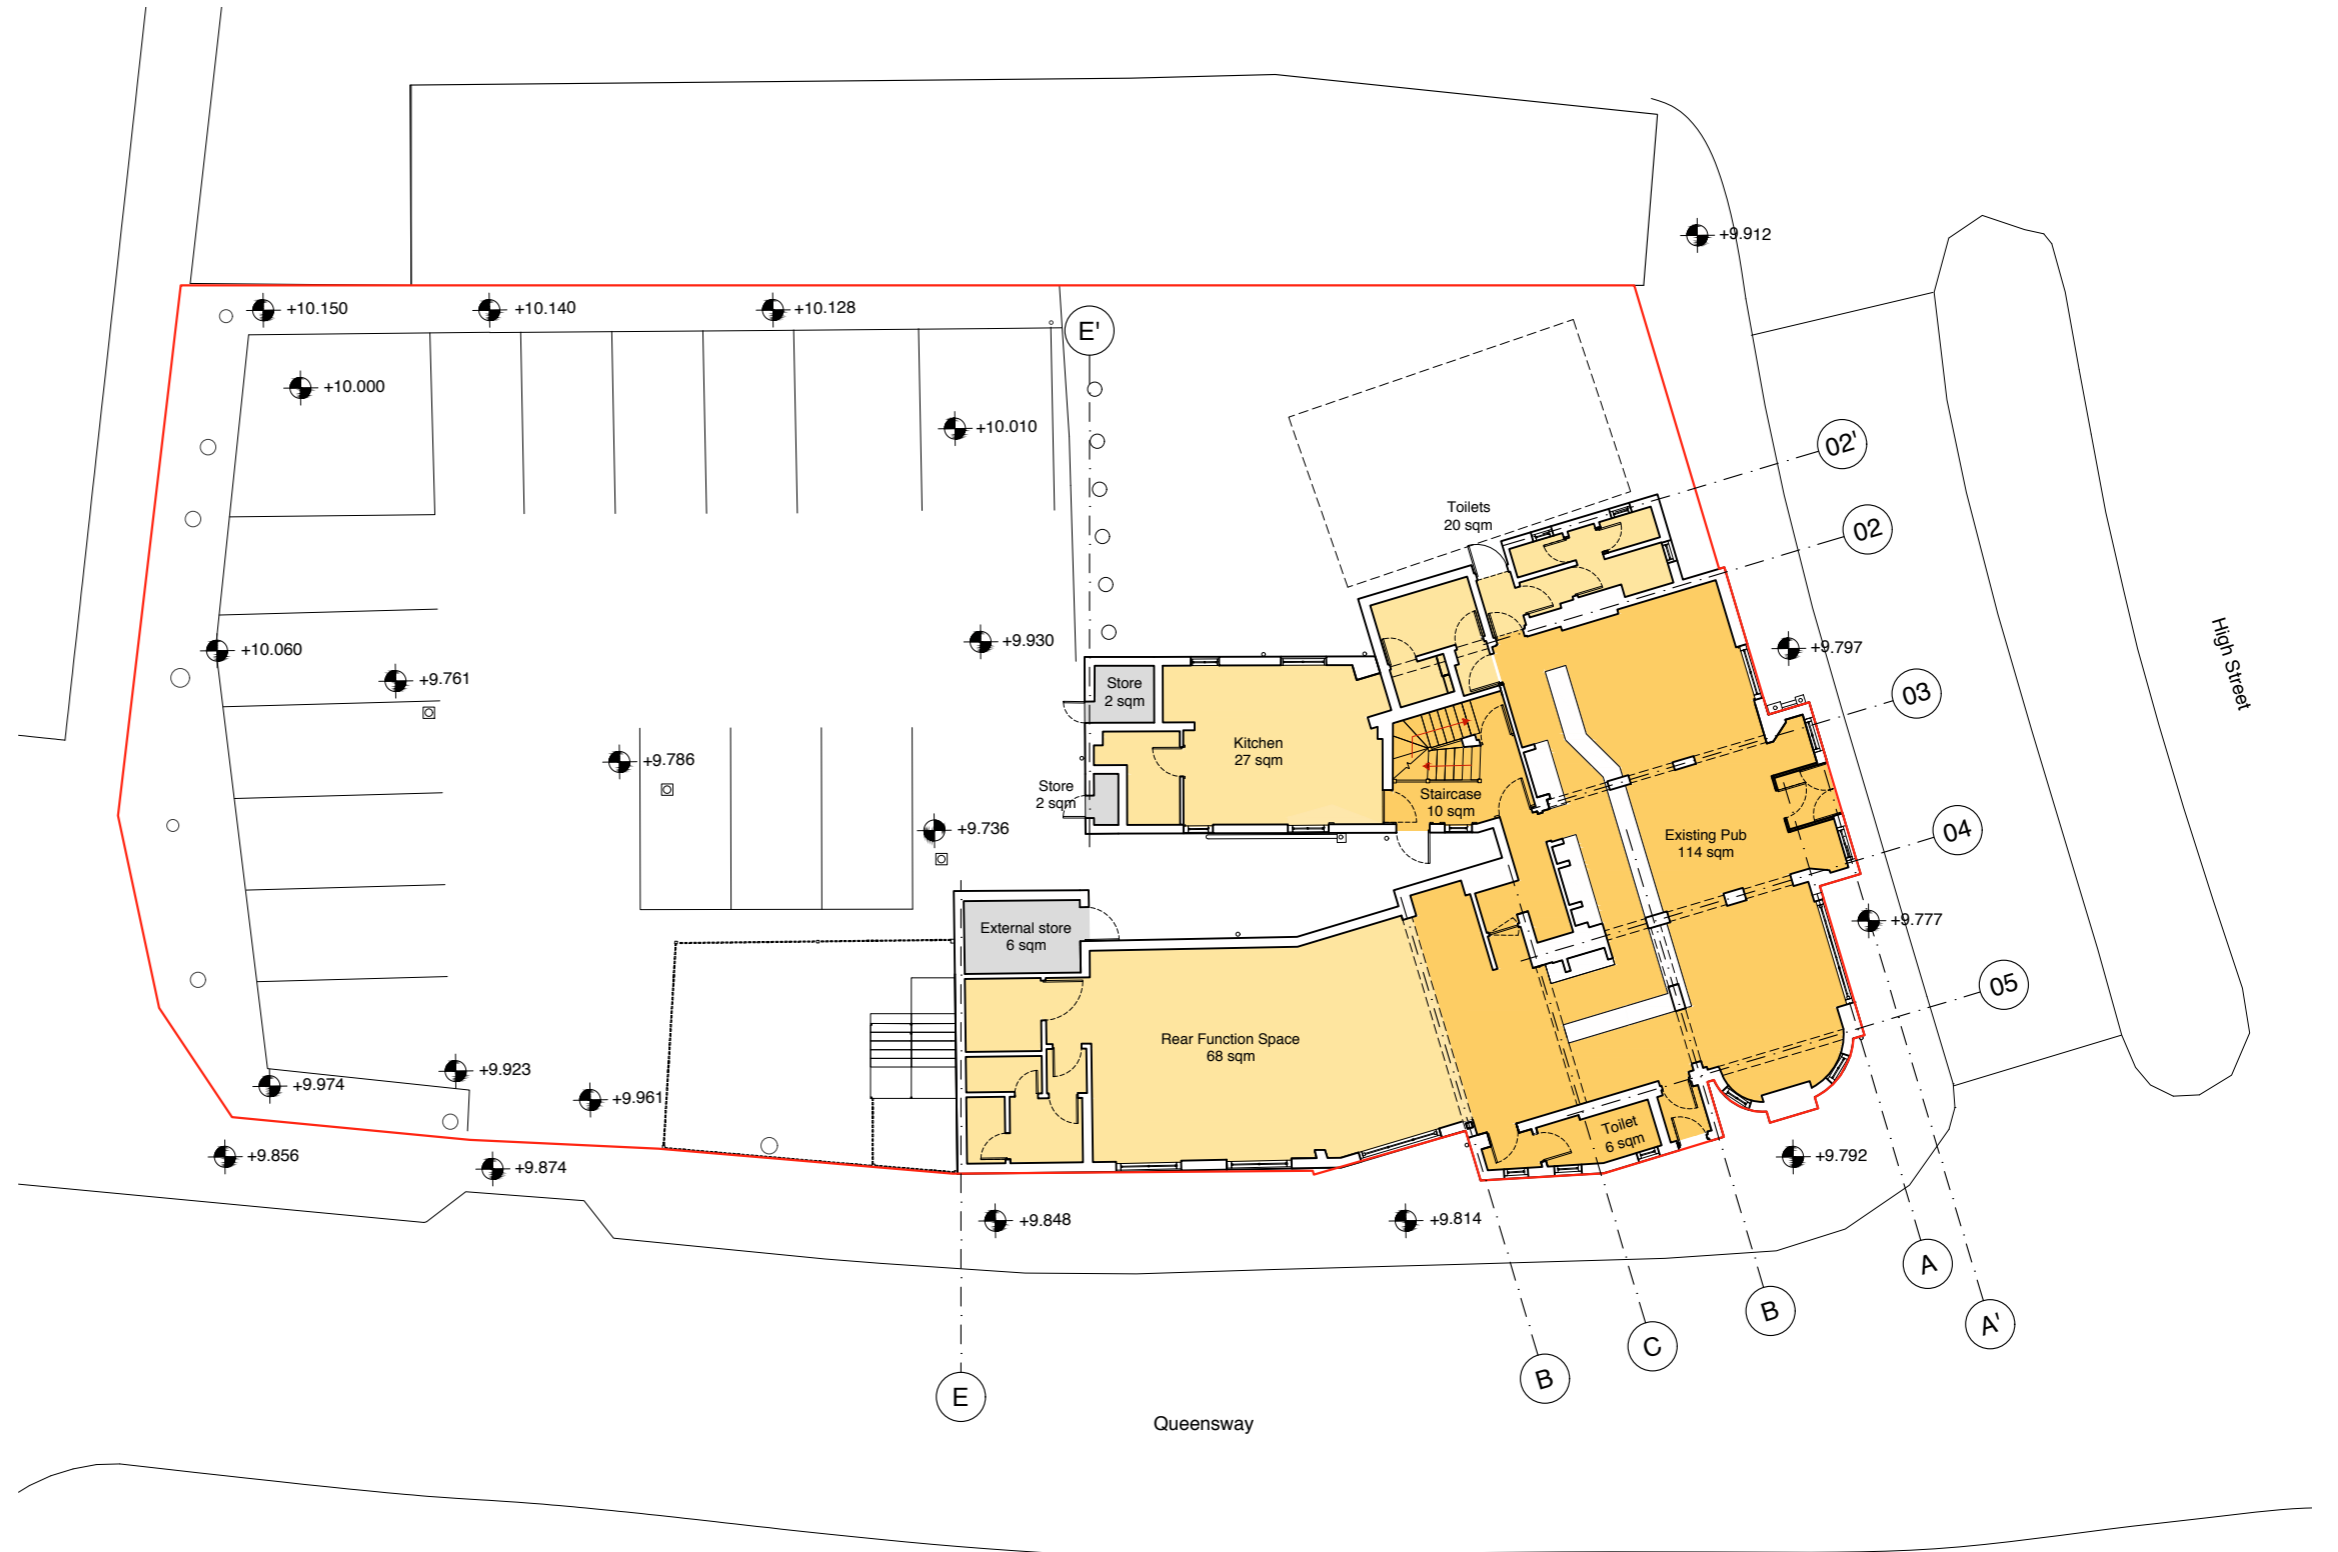 +9.912
+10.150
+10.140
+10.128
E'
+10.000
+10.010
02'
Toilets
20 sqm
02
+9.930
+10.060
+9.761
+9.797
High Street
03
Store
2 sqm
Kitchen
27 sqm
+9.786
Store
2 sqm
Staircase
10 sqm
+9.736
Existing Pub
114 sqm
04
+9.777
External store
6 sqm
05
Rear Function Space
68 sqm
+9.923
+9.974
+9.961
Toilet
6 sqm
+9.856
+9.874
+9.792
+9.848
+9.814
A
B
A'
C
B
E
Queensway